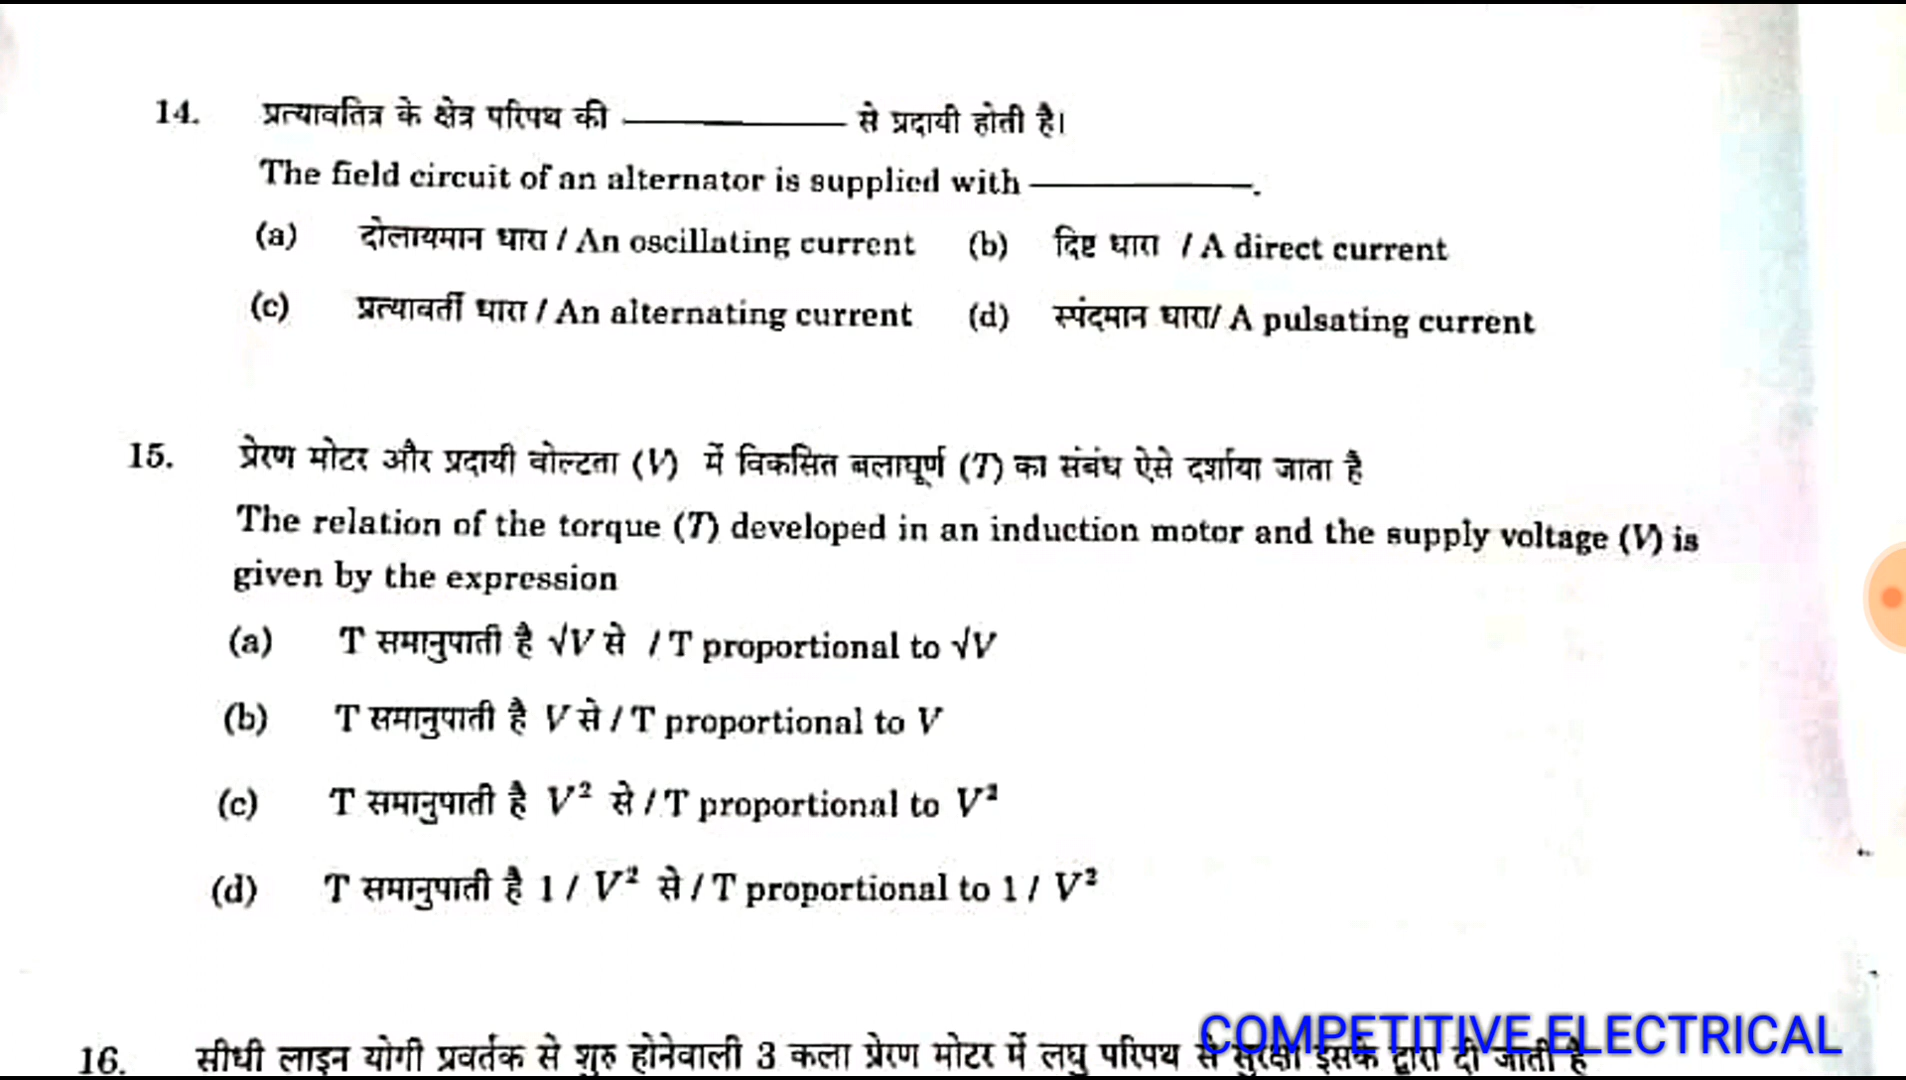 14. प्रत्यावतित्र के क्षेत्र परिपथ की ________ से प्रदायी होती है।
The field circuit of an alternator is supplied with ________.
(a) दोलायमान धारा / An oscillating current (b) दिष्ट धारा / A direct current
(c) प्रत्यावर्ती धारा / An alternating current (d) स्पंदमान धारा/ A pulsating current
15. प्रेरण मोटर और प्रदायी वोल्टता (V) में विकसित बलाघूर्ण (T) का संबंध ऐसे दर्शाया जाता है
The relation of the torque (T) developed in an induction motor and the supply voltage (V) is
given by the expression
(a) T समानुपाती है √V से / T proportional to √V
(b) T समानुपाती है V से / T proportional to V
(c) T समानुपाती है V² से / T proportional to V²
(d) T समानुपाती है 1 / V² से / T proportional to 1 / V²
COMPETITIVE ELECTRICAL
16. सीधी लाइन योगी प्रवर्तक से शुरु होनेवाली 3 कला प्रेरण मोटर में लघु परिपथ से सुरक्षा इसके द्वारा दी जाती है